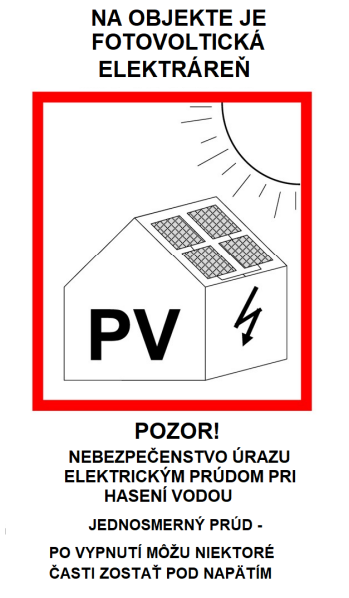 NA OBJEKTE JE
FOTOVOLTICKÁ
ELEKTRÁREŇ
PV
POZOR!
NEBEZPEČENSTVO ÚRAZU
ELEKTRICKÝM PRÚDOM PRI
HASENÍ VODOU
JEDNOSMERNÝ PRÚD -
PO VYPNUTÍ MÔŽU NIEKTORÉ
ČASTI ZOSTAŤ POD NAPÄTÍM